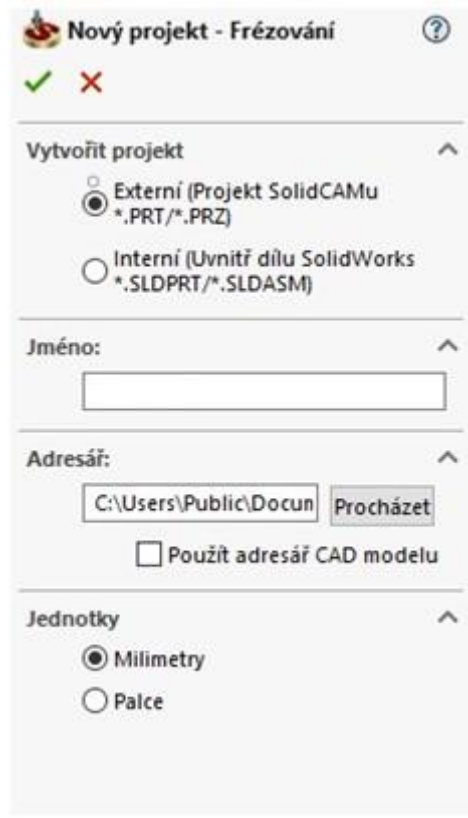 Nový projekt - Frézování
Vytvořit projekt
Externí (Projekt SolidCAMu
*.PRT/*.PRZ)
Interní (Uvnitř dílu SolidWorks
*.SLDPRT/*.SLDASM)
Jméno:
Adresář:
C:\Users\Public\Docun
Procházet
Použít adresář CAD modelu
Jednotky
Milimetry
Palce